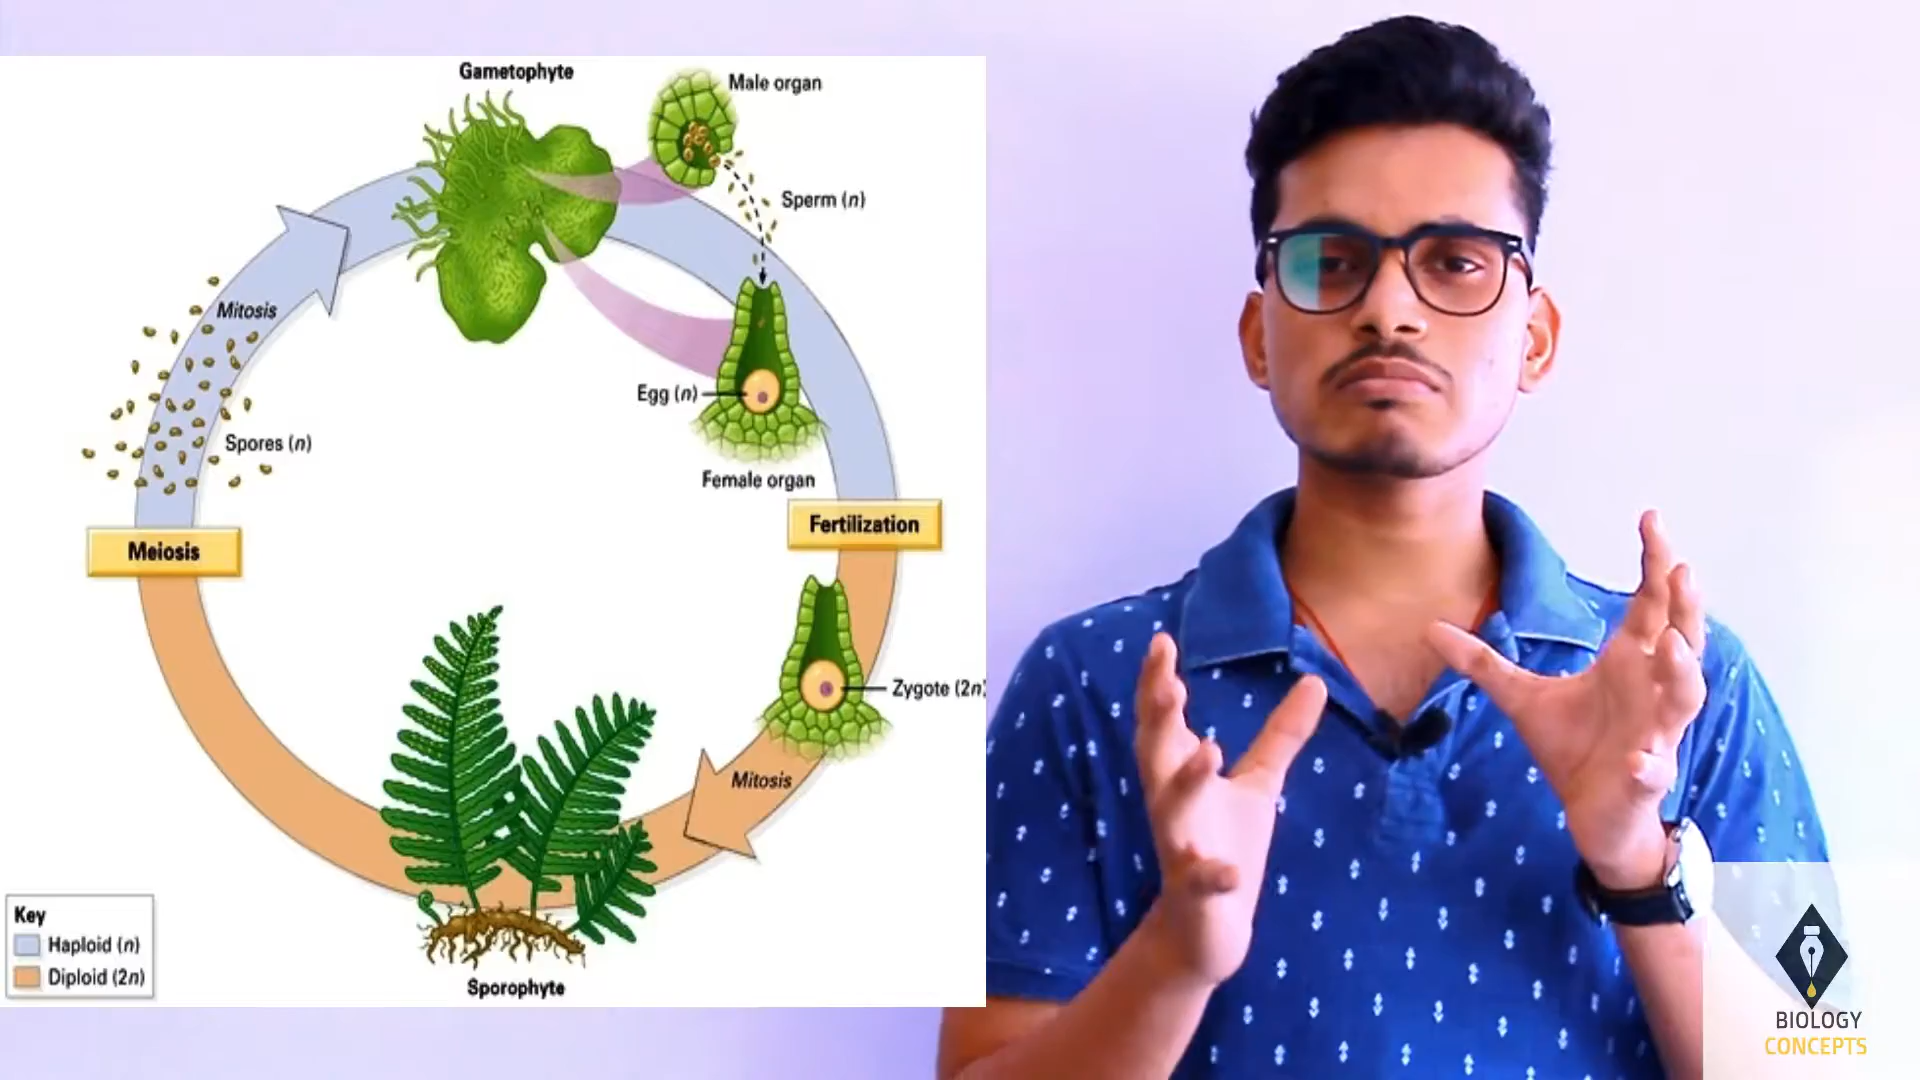 Gametophyte
Male organ
Sperm (n)
Mitosis
Egg (n)
Spores (n)
Female organ
Fertilization
Meiosis
Zygote (2n)
Mitosis
Key
Haploid (n)
Diploid (2n)
Sporophyte
BIOLOGY
CONCEPTS